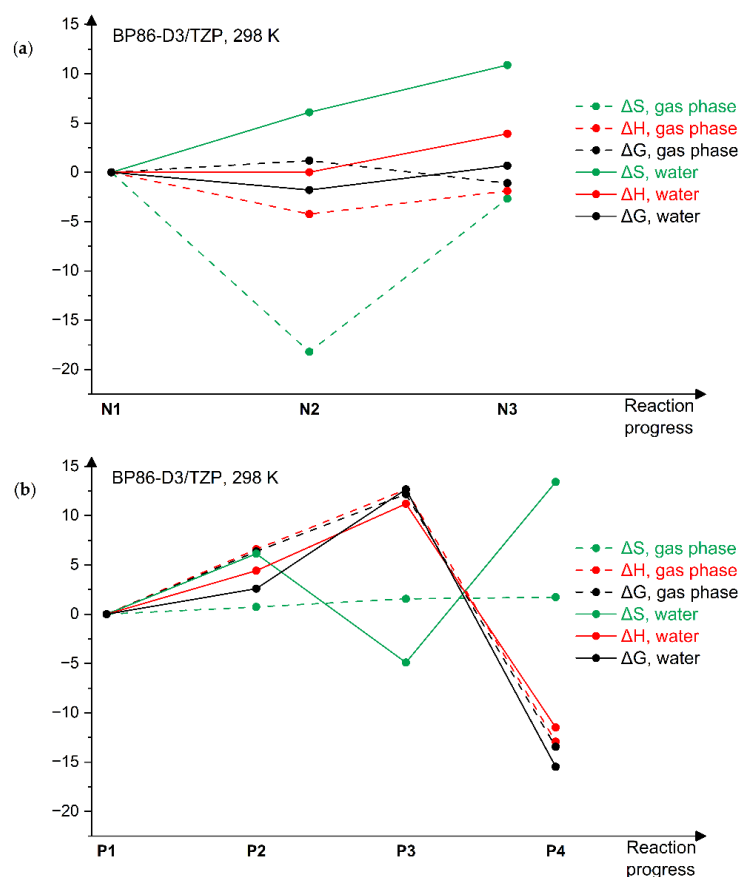 (a)
BP86-D3/TZP, 298 K
15
10
5
0
−5
−10
−15
−20
ΔS, gas phase
ΔH, gas phase
ΔG, gas phase
ΔS, water
ΔH, water
ΔG, water
N1 N2 N3 Reaction
progress
(b)
BP86-D3/TZP, 298 K
15
10
5
0
−5
−10
−15
−20
ΔS, gas phase
ΔH, gas phase
ΔG, gas phase
ΔS, water
ΔH, water
ΔG, water
P1 P2 P3 P4 Reaction
progress